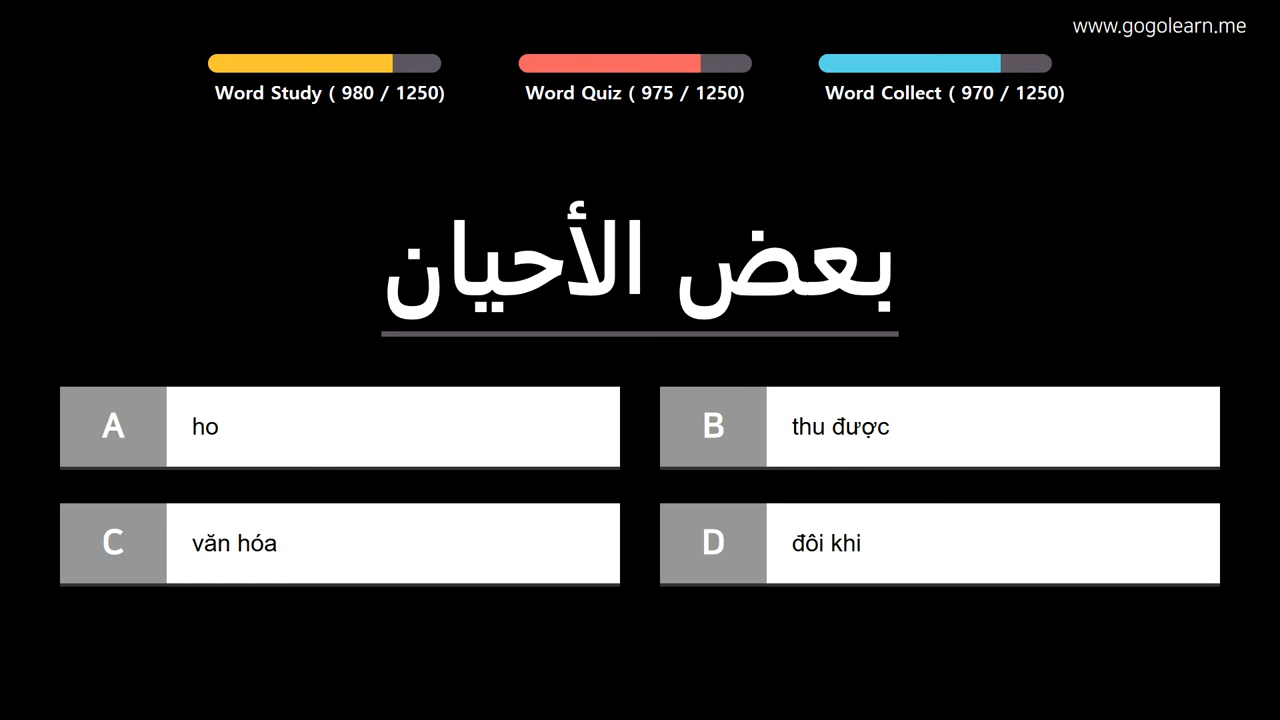 www.gogolearn.me
Word Study ( 980 / 1250)
Word Quiz ( 975 / 1250)
Word Collect ( 970 / 1250)
بعض الأحيان
A ho
B thu được
C văn hóa
D đôi khi